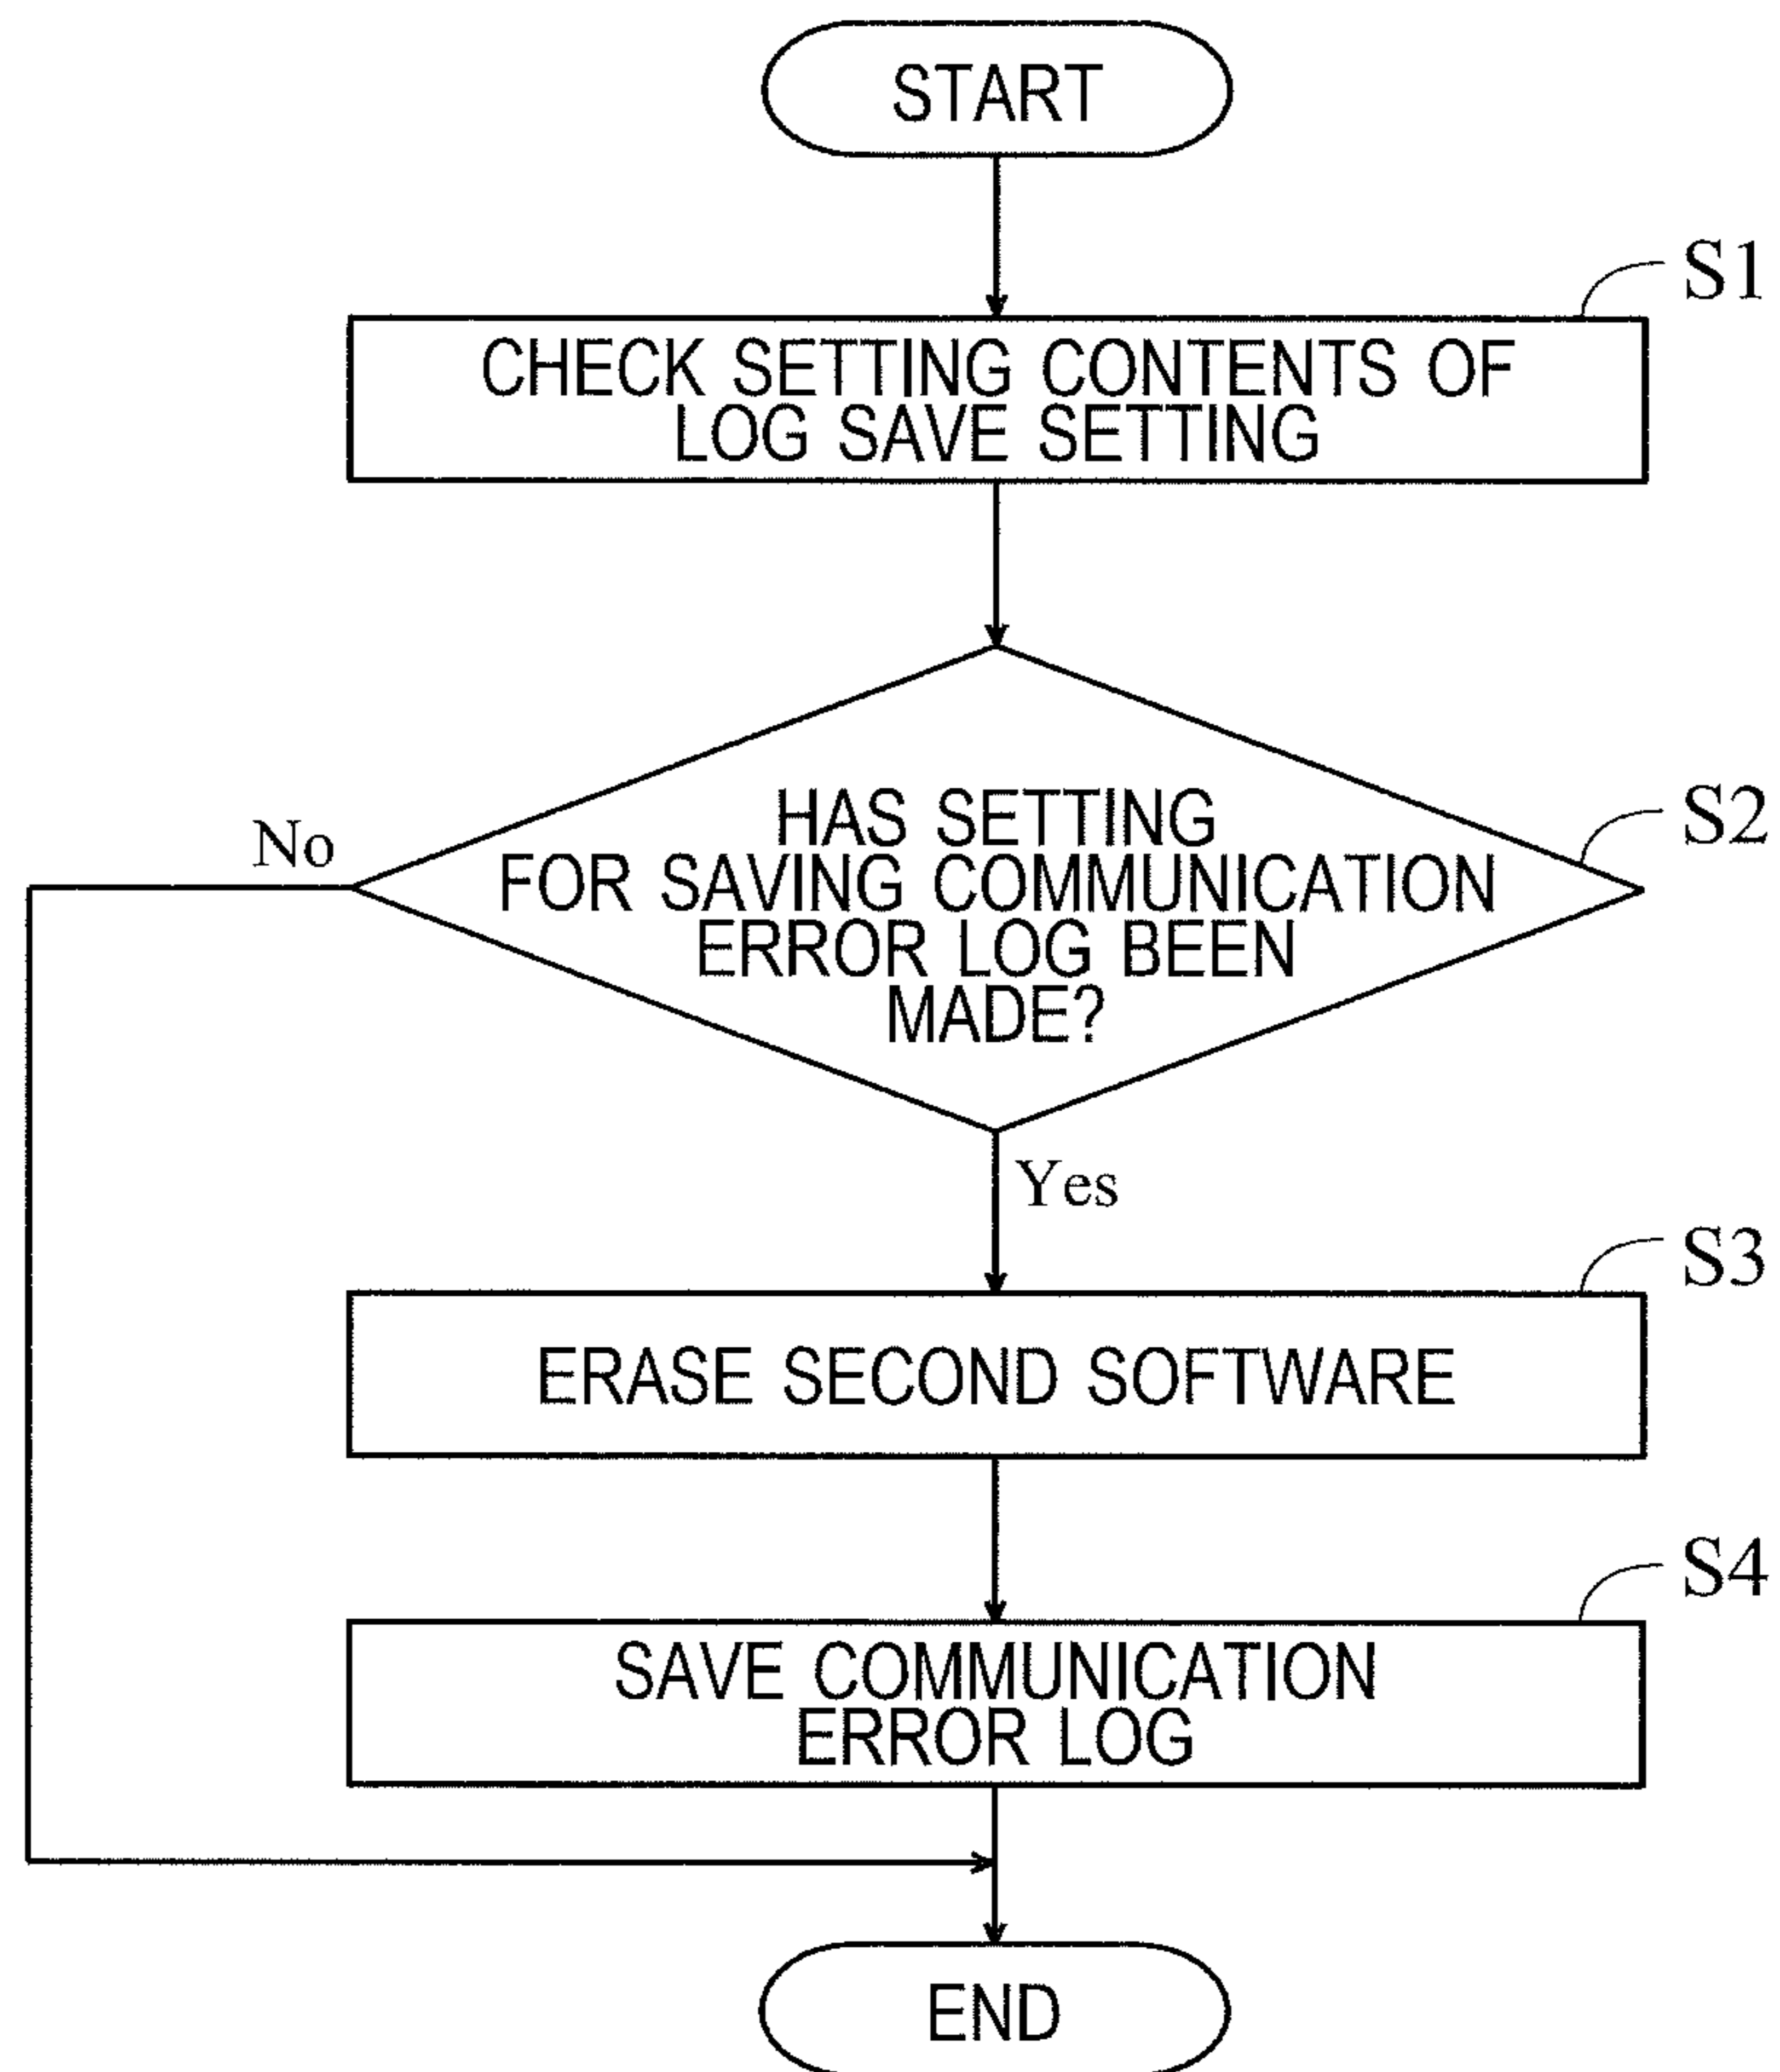 START
S1
CHECK SETTING CONTENTS OF
LOG SAVE SETTING
S2
HAS SETTING
FOR SAVING COMMUNICATION
ERROR LOG BEEN
MADE?
No
Yes
S3
ERASE SECOND SOFTWARE
S4
SAVE COMMUNICATION
ERROR LOG
END